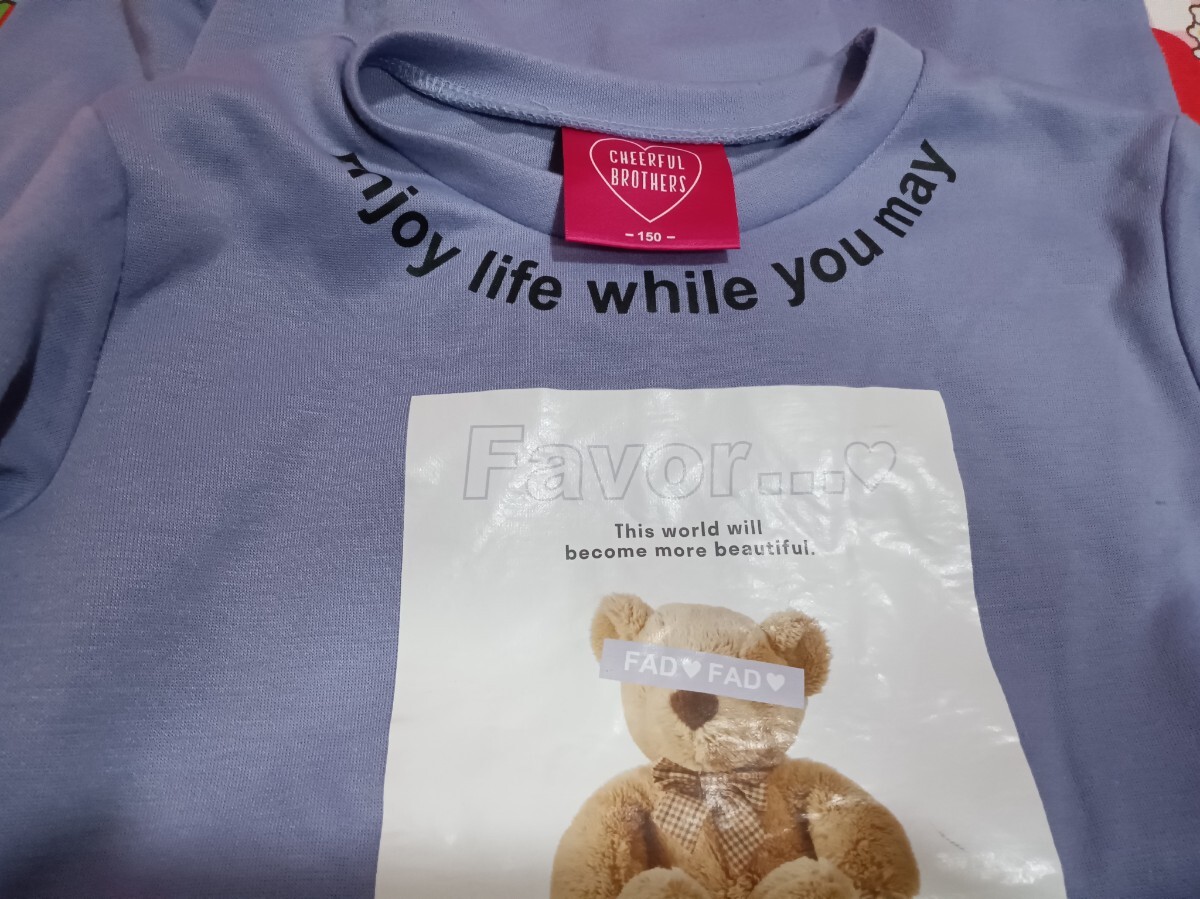 CHEERFUL
BROTHERS
- 150 -
njoy life while you may
Favor...♡
This world will
become more beautiful.
FAD♥ FAD♥